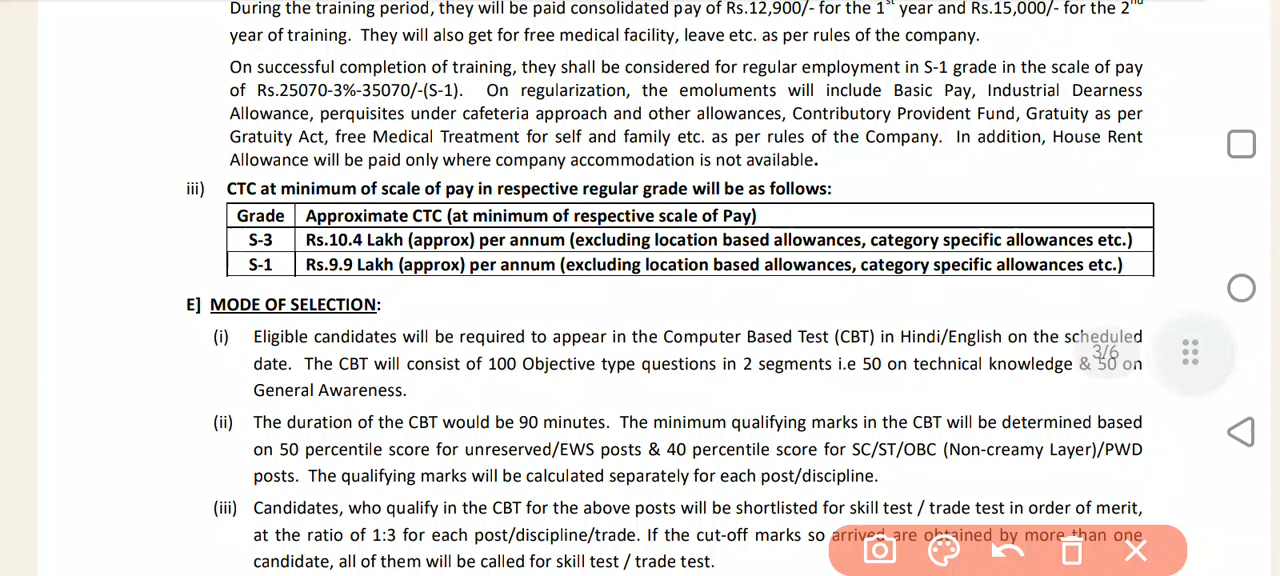 During the training period, they will be paid consolidated pay of Rs.12,900/- for the 1st year and Rs.15,000/- for the 2nd
year of training. They will also get for free medical facility, leave etc. as per rules of the company.
On successful completion of training, they shall be considered for regular employment in S-1 grade in the scale of pay
of Rs.25070-3%-35070/-(S-1). On regularization, the emoluments will include Basic Pay, Industrial Dearness
Allowance, perquisites under cafeteria approach and other allowances, Contributory Provident Fund, Gratuity as per
Gratuity Act, free Medical Treatment for self and family etc. as per rules of the Company. In addition, House Rent
Allowance will be paid only where company accommodation is not available.
iii) CTC at minimum of scale of pay in respective regular grade will be as follows:
Grade Approximate CTC (at minimum of respective scale of Pay)
S-3 Rs.10.4 Lakh (approx) per annum (excluding location based allowances, category specific allowances etc.)
S-1 Rs.9.9 Lakh (approx) per annum (excluding location based allowances, category specific allowances etc.)
E] MODE OF SELECTION:
(i) Eligible candidates will be required to appear in the Computer Based Test (CBT) in Hindi/English on the scheduled
3/6
date. The CBT will consist of 100 Objective type questions in 2 segments i.e 50 on technical knowledge & 50 on
General Awareness.
(ii) The duration of the CBT would be 90 minutes. The minimum qualifying marks in the CBT will be determined based
on 50 percentile score for unreserved/EWS posts & 40 percentile score for SC/ST/OBC (Non-creamy Layer)/PWD
posts. The qualifying marks will be calculated separately for each post/discipline.
(iii) Candidates, who qualify in the CBT for the above posts will be shortlisted for skill test / trade test in order of merit,
at the ratio of 1:3 for each post/discipline/trade. If the cut-off marks so arrived are obtained by more than one
candidate, all of them will be called for skill test / trade test.